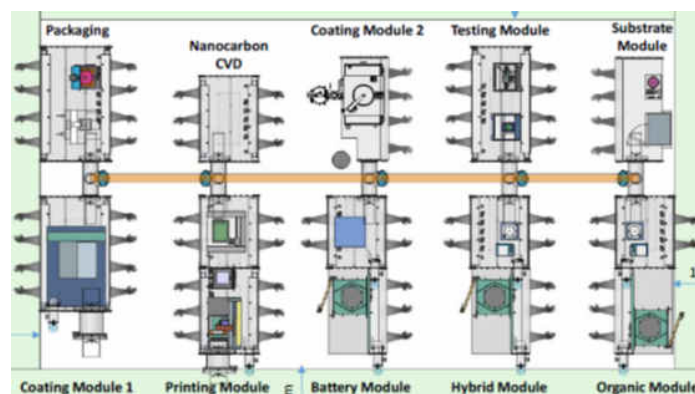 Packaging
Nanocarbon
CVD
Coating Module 2
Testing Module
Substrate
Module
1
Coating Module 1
Printing Module
m
Battery Module
Hybrid Module
Organic Module